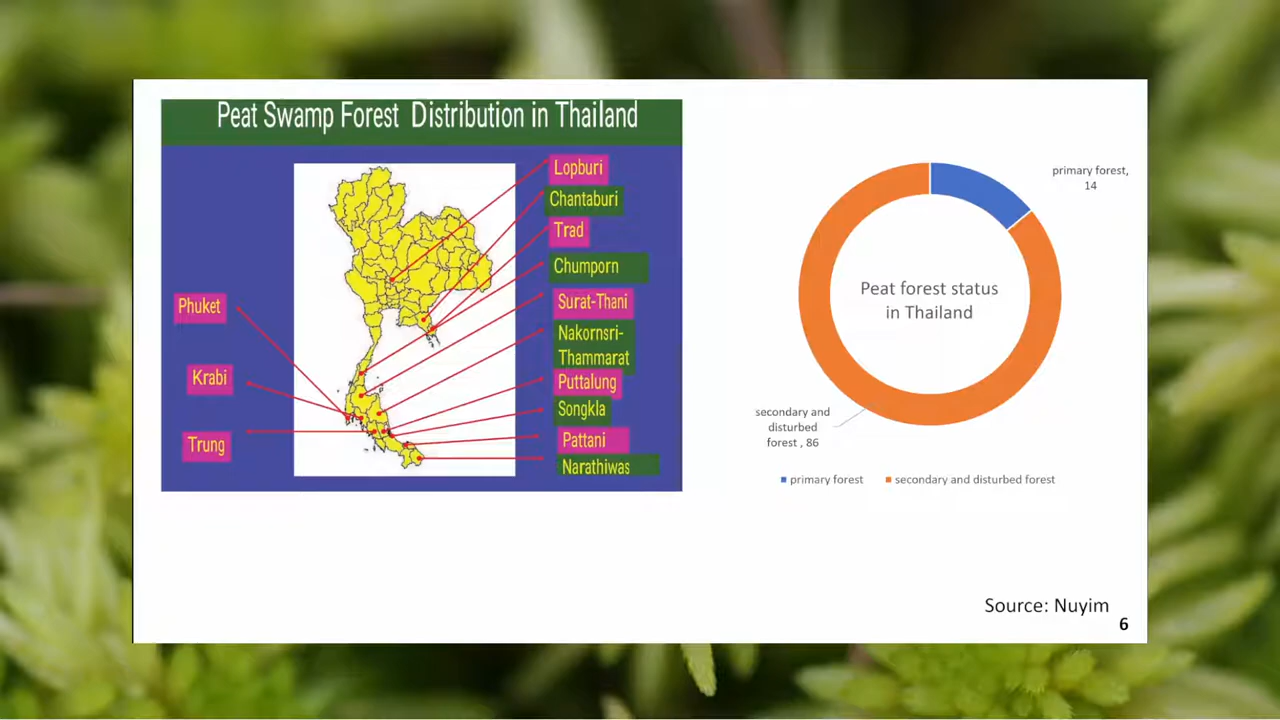 Peat Swamp Forest Distribution in Thailand
Lopburi
Chantaburi
Trad
Chumporn
Surat-Thani
Nakornsri-
Thammarat
Puttalung
Songkla
Pattani
Narathiwas
Phuket
Krabi
Trung
primary forest,
14
Peat forest status
in Thailand
secondary and
disturbed
forest , 86
primary forest
secondary and disturbed forest
Source: Nuyim
6